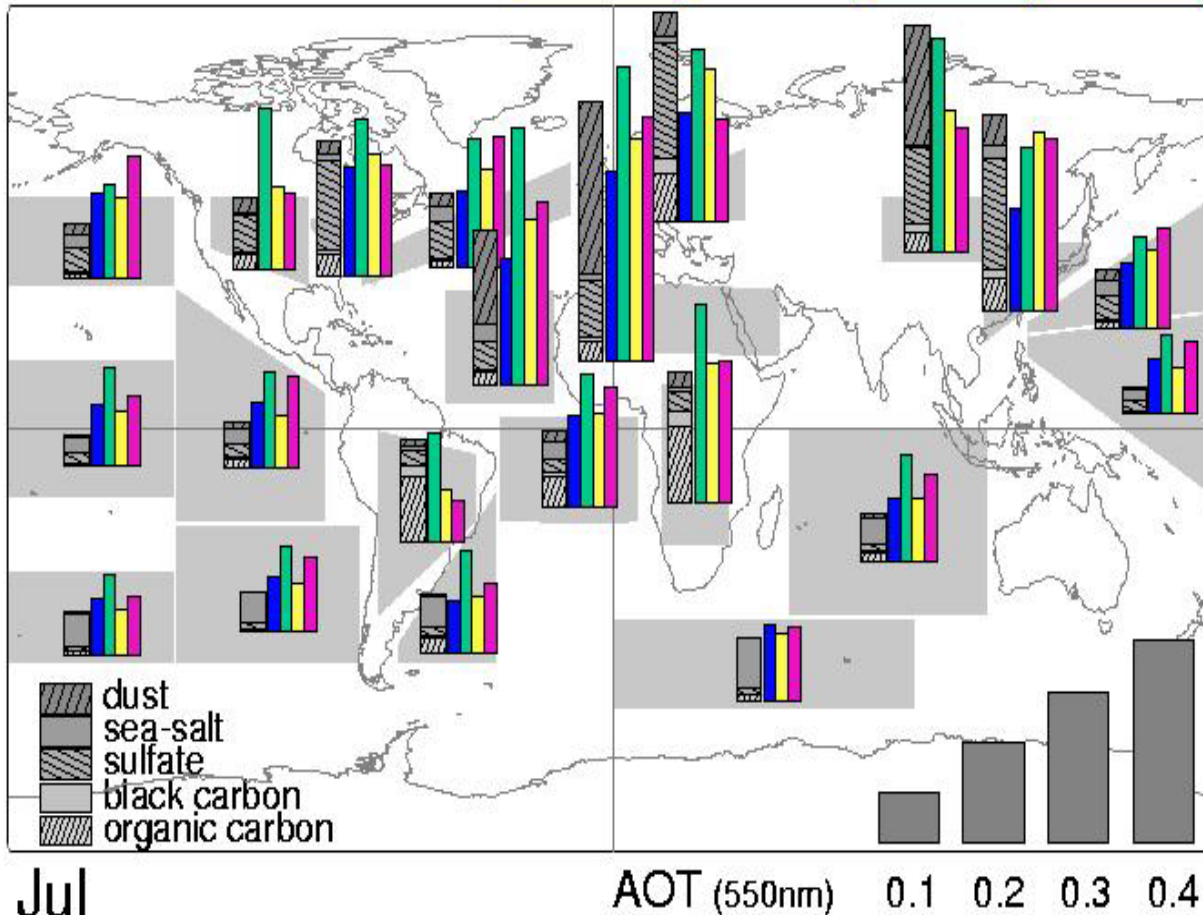 dust
sea-salt
sulfate
black carbon
organic carbon
Jul
AOT (550nm) 0.1 0.2 0.3 0.4